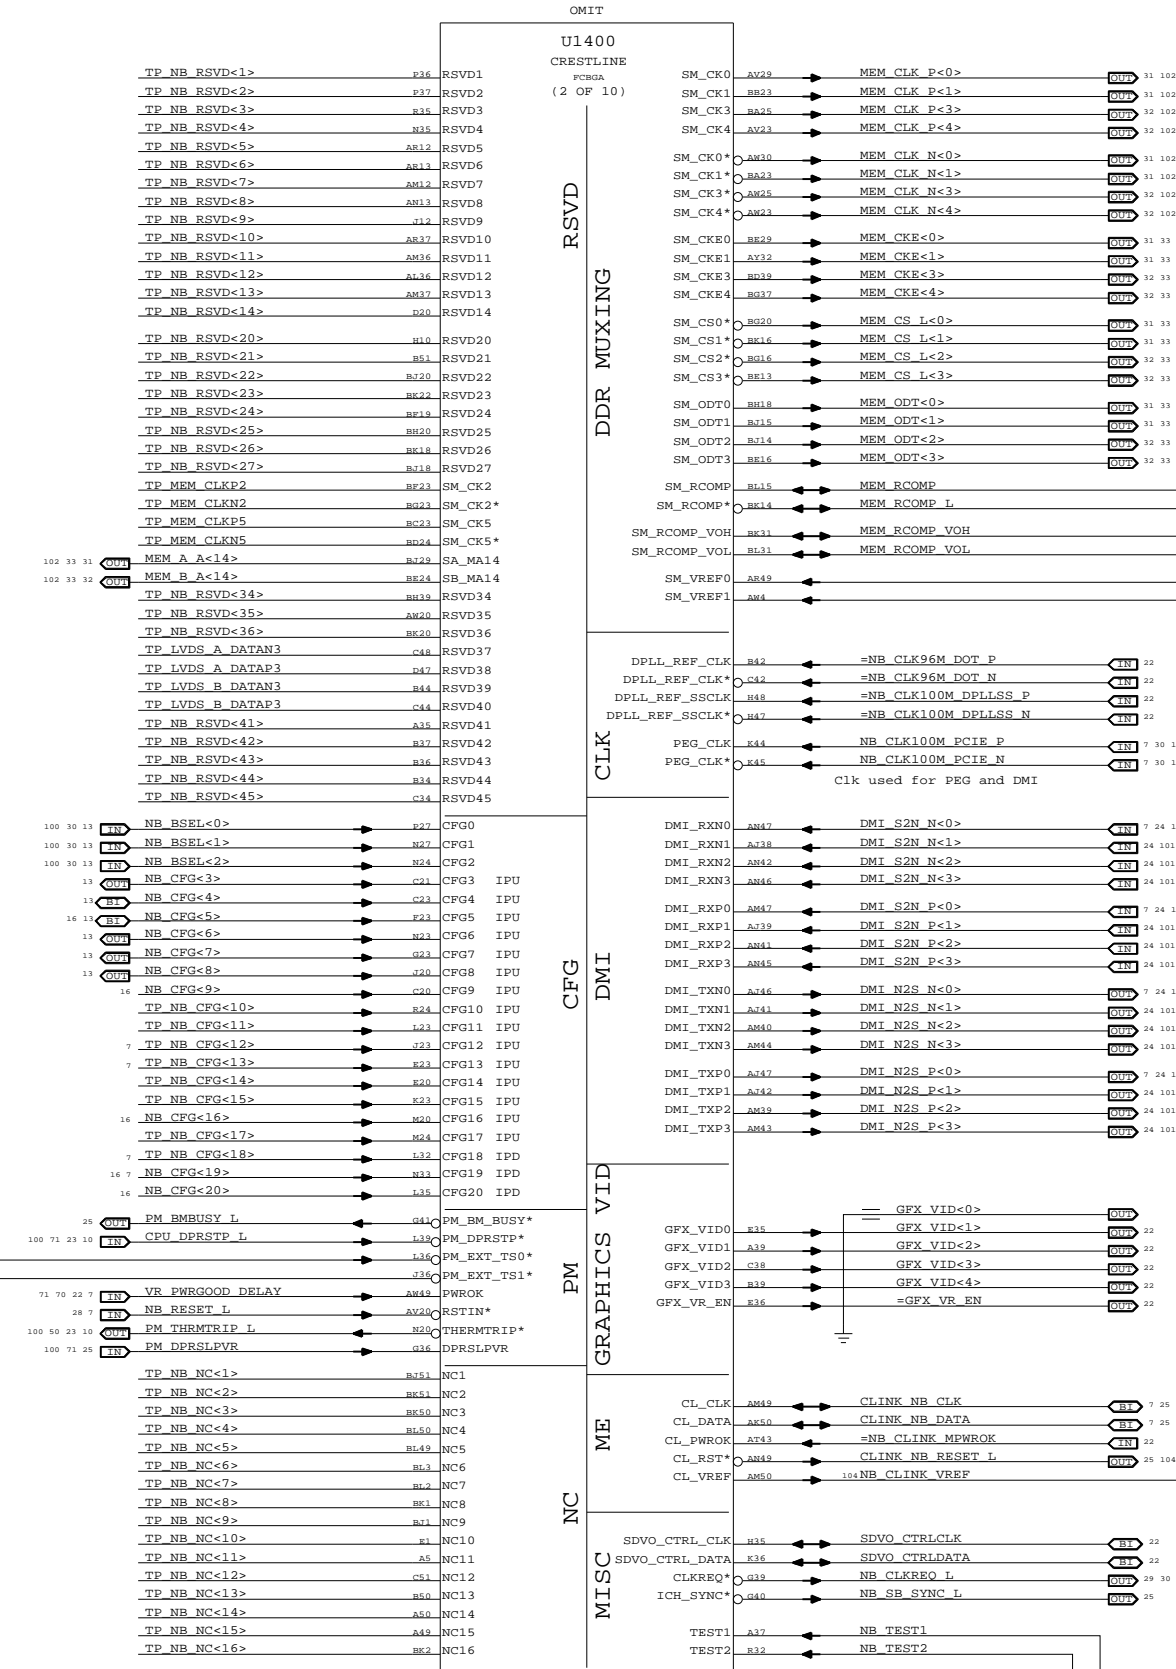 OMIT
U1400
CRESTLINE
FCBGA
(2 OF 10)
TP_NB_RSVD<1> P36 RSVD1
TP_NB_RSVD<2> P37 RSVD2
TP_NB_RSVD<3> R35 RSVD3
TP_NB_RSVD<4> N35 RSVD4
TP_NB_RSVD<5> AR12 RSVD5
TP_NB_RSVD<6> AR13 RSVD6
TP_NB_RSVD<7> AM12 RSVD7
TP_NB_RSVD<8> AN13 RSVD8
TP_NB_RSVD<9> J12 RSVD9
TP_NB_RSVD<10> AR37 RSVD10
TP_NB_RSVD<11> AM36 RSVD11
TP_NB_RSVD<12> AL36 RSVD12
TP_NB_RSVD<13> AM37 RSVD13
TP_NB_RSVD<14> D20 RSVD14
TP_NB_RSVD<20> H10 RSVD20
TP_NB_RSVD<21> B51 RSVD21
TP_NB_RSVD<22> BJ20 RSVD22
TP_NB_RSVD<23> BK22 RSVD23
TP_NB_RSVD<24> BF19 RSVD24
TP_NB_RSVD<25> BH20 RSVD25
TP_NB_RSVD<26> BK18 RSVD26
TP_NB_RSVD<27> BJ18 RSVD27
TP_MEM_CLKP2 BF23 SM_CK2
TP_MEM_CLKN2 BG23 SM_CK2*
TP_MEM_CLKP5 BC23 SM_CK5
TP_MEM_CLKN5 BD24 SM_CK5*
102 33 31 OUT MEM_A_A<14> BJ29 SA_MA14
102 33 32 OUT MEM_B_A<14> BE24 SB_MA14
TP_NB_RSVD<34> BH39 RSVD34
TP_NB_RSVD<35> AW20 RSVD35
TP_NB_RSVD<36> BK20 RSVD36
TP_LVDS_A_DATAN3 C48 RSVD37
TP_LVDS_A_DATAP3 D47 RSVD38
TP_LVDS_B_DATAN3 B44 RSVD39
TP_LVDS_B_DATAP3 C44 RSVD40
TP_NB_RSVD<41> A35 RSVD41
TP_NB_RSVD<42> B37 RSVD42
TP_NB_RSVD<43> B36 RSVD43
TP_NB_RSVD<44> B34 RSVD44
TP_NB_RSVD<45> C34 RSVD45
RSVD
100 30 13 IN NB_BSEL<0> P27 CFG0
100 30 13 IN NB_BSEL<1> N27 CFG1
100 30 13 IN NB_BSEL<2> N24 CFG2
13 OUT NB_CFG<3> C21 CFG3 IPU
13 BI NB_CFG<4> C23 CFG4 IPU
16 13 BI NB_CFG<5> F23 CFG5 IPU
13 OUT NB_CFG<6> N23 CFG6 IPU
13 OUT NB_CFG<7> G23 CFG7 IPU
13 OUT NB_CFG<8> J20 CFG8 IPU
16 NB_CFG<9> C20 CFG9 IPU
TP_NB_CFG<10> R24 CFG10 IPU
TP_NB_CFG<11> L23 CFG11 IPU
7 TP_NB_CFG<12> J23 CFG12 IPU
7 TP_NB_CFG<13> E23 CFG13 IPU
TP_NB_CFG<14> E20 CFG14 IPU
TP_NB_CFG<15> K23 CFG15 IPU
16 NB_CFG<16> M20 CFG16 IPU
TP_NB_CFG<17> M24 CFG17 IPU
7 TP_NB_CFG<18> L32 CFG18 IPD
16 7 NB_CFG<19> N33 CFG19 IPD
16 NB_CFG<20> L35 CFG20 IPD
CFG
25 OUT PM_BMBUSY_L G41 PM_BM_BUSY*
100 71 23 10 IN CPU_DPRSTP_L L39 PM_DPRSTP*
L36 PM_EXT_TS0*
J36 PM_EXT_TS1*
71 70 22 7 IN VR_PWRGOOD_DELAY AW49 PWROK
28 7 IN NB_RESET_L AV20 RSTIN*
100 50 23 10 OUT PM_THRMTRIP_L N20 THERMTRIP*
100 71 25 IN PM_DPRSLPVR G36 DPRSLPVR
PM
TP_NB_NC<1> BJ51 NC1
TP_NB_NC<2> BK51 NC2
TP_NB_NC<3> BK50 NC3
TP_NB_NC<4> BL50 NC4
TP_NB_NC<5> BL49 NC5
TP_NB_NC<6> BL3 NC6
TP_NB_NC<7> BL2 NC7
TP_NB_NC<8> BK1 NC8
TP_NB_NC<9> BJ1 NC9
TP_NB_NC<10> E1 NC10
TP_NB_NC<11> A5 NC11
TP_NB_NC<12> C51 NC12
TP_NB_NC<13> B50 NC13
TP_NB_NC<14> A50 NC14
TP_NB_NC<15> A49 NC15
TP_NB_NC<16> BK2 NC16
NC
DDR MUXING
SM_CK0 AV29 MEM_CLK_P<0> OUT 31 102
SM_CK1 BB23 MEM_CLK_P<1> OUT 31 102
SM_CK3 BA25 MEM_CLK_P<3> OUT 32 102
SM_CK4 AV23 MEM_CLK_P<4> OUT 32 102
SM_CK0* AW30 MEM_CLK_N<0> OUT 31 102
SM_CK1* BA23 MEM_CLK_N<1> OUT 31 102
SM_CK3* AW25 MEM_CLK_N<3> OUT 32 102
SM_CK4* AW23 MEM_CLK_N<4> OUT 32 102
SM_CKE0 BE29 MEM_CKE<0> OUT 31 33
SM_CKE1 AY32 MEM_CKE<1> OUT 31 33
SM_CKE3 BD39 MEM_CKE<3> OUT 32 33
SM_CKE4 BG37 MEM_CKE<4> OUT 32 33
SM_CS0* BG20 MEM_CS_L<0> OUT 31 33
SM_CS1* BK16 MEM_CS_L<1> OUT 31 33
SM_CS2* BG16 MEM_CS_L<2> OUT 32 33
SM_CS3* BE13 MEM_CS_L<3> OUT 32 33
SM_ODT0 BH18 MEM_ODT<0> OUT 31 33
SM_ODT1 BJ15 MEM_ODT<1> OUT 31 33
SM_ODT2 BJ14 MEM_ODT<2> OUT 32 33
SM_ODT3 BE16 MEM_ODT<3> OUT 32 33
SM_RCOMP BL15 MEM_RCOMP
SM_RCOMP* BK14 MEM_RCOMP_L
SM_RCOMP_VOH BK31 MEM_RCOMP_VOH
SM_RCOMP_VOL BL31 MEM_RCOMP_VOL
SM_VREF0 AR49
SM_VREF1 AW4
CLK
DPLL_REF_CLK B42 =NB_CLK96M_DOT_P IN 22
DPLL_REF_CLK* C42 =NB_CLK96M_DOT_N IN 22
DPLL_REF_SSCLK H48 =NB_CLK100M_DPLLSS_P IN 22
DPLL_REF_SSCLK* H47 =NB_CLK100M_DPLLSS_N IN 22
PEG_CLK K44 NB_CLK100M_PCIE_P IN 7 30 1
PEG_CLK* K45 NB_CLK100M_PCIE_N IN 7 30 1
Clk used for PEG and DMI
DMI
DMI_RXN0 AN47 DMI_S2N_N<0> IN 7 24 1
DMI_RXN1 AJ38 DMI_S2N_N<1> IN 24 101
DMI_RXN2 AN42 DMI_S2N_N<2> IN 24 101
DMI_RXN3 AN46 DMI_S2N_N<3> IN 24 101
DMI_RXP0 AM47 DMI_S2N_P<0> IN 7 24 1
DMI_RXP1 AJ39 DMI_S2N_P<1> IN 24 101
DMI_RXP2 AN41 DMI_S2N_P<2> IN 24 101
DMI_RXP3 AN45 DMI_S2N_P<3> IN 24 101
DMI_TXN0 AJ46 DMI_N2S_N<0> OUT 7 24 1
DMI_TXN1 AJ41 DMI_N2S_N<1> OUT 24 101
DMI_TXN2 AM40 DMI_N2S_N<2> OUT 24 101
DMI_TXN3 AM44 DMI_N2S_N<3> OUT 24 101
DMI_TXP0 AJ47 DMI_N2S_P<0> OUT 7 24 1
DMI_TXP1 AJ42 DMI_N2S_P<1> OUT 24 101
DMI_TXP2 AM39 DMI_N2S_P<2> OUT 24 101
DMI_TXP3 AM43 DMI_N2S_P<3> OUT 24 101
GRAPHICS VID
GFX_VID<0> OUT
GFX_VID0 E35 GFX_VID<1> OUT 22
GFX_VID1 A39 GFX_VID<2> OUT 22
GFX_VID2 C38 GFX_VID<3> OUT 22
GFX_VID3 B39 GFX_VID<4> OUT 22
GFX_VR_EN E36 =GFX_VR_EN OUT 22
ME
CL_CLK AM49 CLINK_NB_CLK BI 7 25
CL_DATA AK50 CLINK_NB_DATA BI 7 25
CL_PWROK AT43 =NB_CLINK_MPWROK IN 22
CL_RST* AN49 CLINK_NB_RESET_L OUT 25 104
CL_VREF AM50 104 NB_CLINK_VREF
MISC
SDVO_CTRL_CLK H35 SDVO_CTRLCLK BI 22
SDVO_CTRL_DATA K36 SDVO_CTRLDATA BI 22
CLKREQ* G39 NB_CLKREQ_L OUT 29 30
ICH_SYNC* G40 NB_SB_SYNC_L OUT 25
TEST1 A37 NB_TEST1
TEST2 R32 NB_TEST2